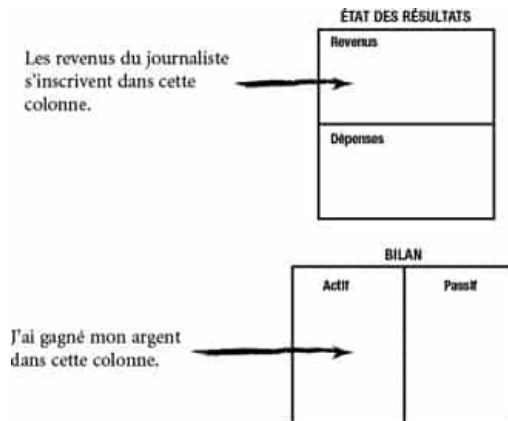 ÉTAT DES RÉSULTATS
Revenus
Les revenus du journaliste
s'inscrivent dans cette
colonne.
Dépenses
BILAN
Actif
Passif
J'ai gagné mon argent
dans cette colonne.